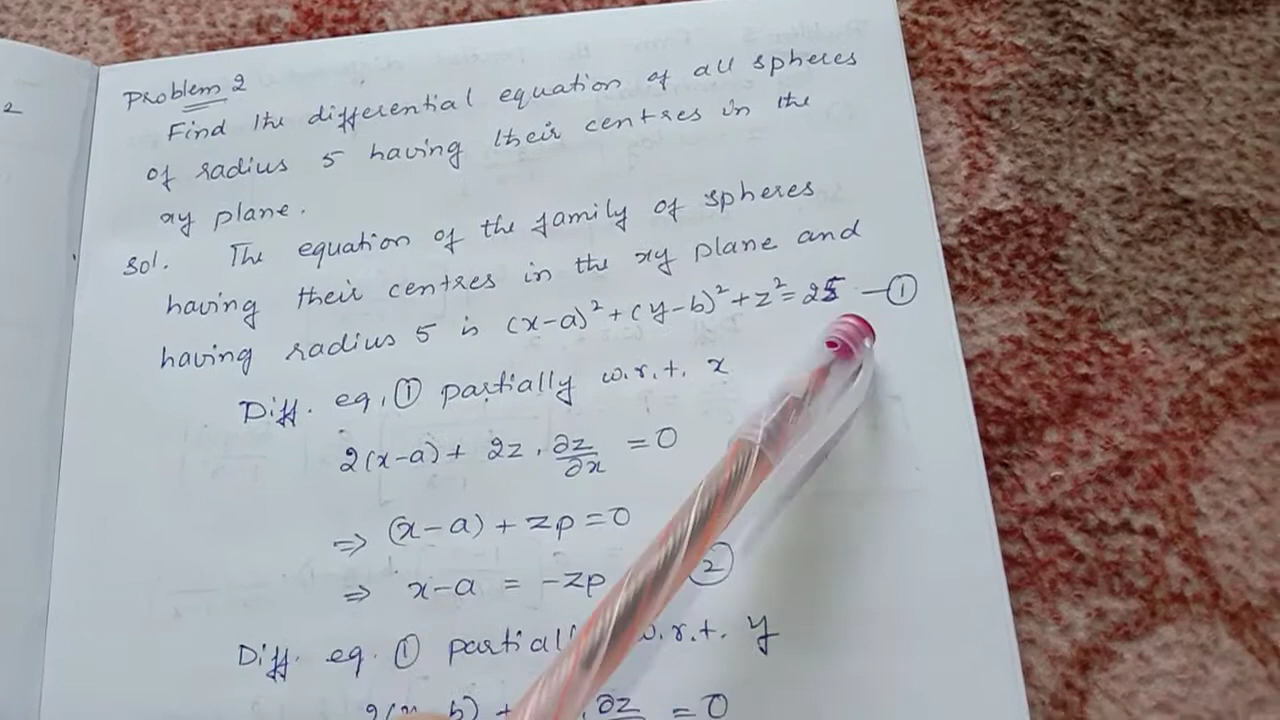 2
Problem 2
Find the differential equation of all spheres
of radius 5 having their centres in the
xy plane.
Sol. The equation of the family of spheres
having their centres in the xy plane and
having radius 5 is (x-a)² + (y-b)² + z² = 25 —①
Diff. eq. ① partially w.r.t. x
2(x-a) + 2z . ∂z/∂x = 0
⇒ (x-a) + zp = 0
⇒ x-a = -zp ②
Diff. eq. ① partially w.r.t. y
∂z = 0